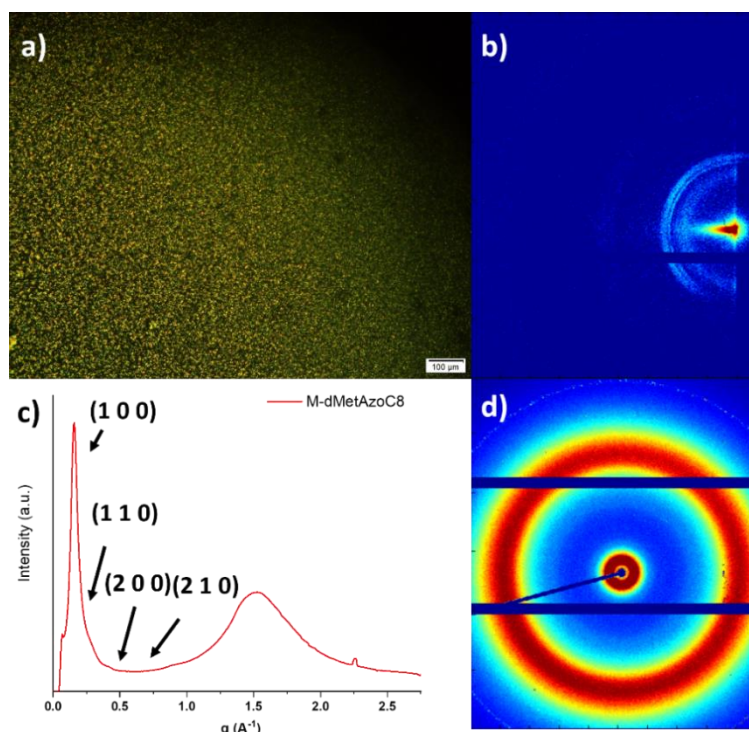 a)
b)
100 µm
c)
M-dMetAzoC8
(1 0 0)
(1 1 0)
(2 0 0)
(2 1 0)
Intensity (a.u.)
0.0 0.5 1.0 1.5 2.0 2.5
q (A⁻¹)
d)